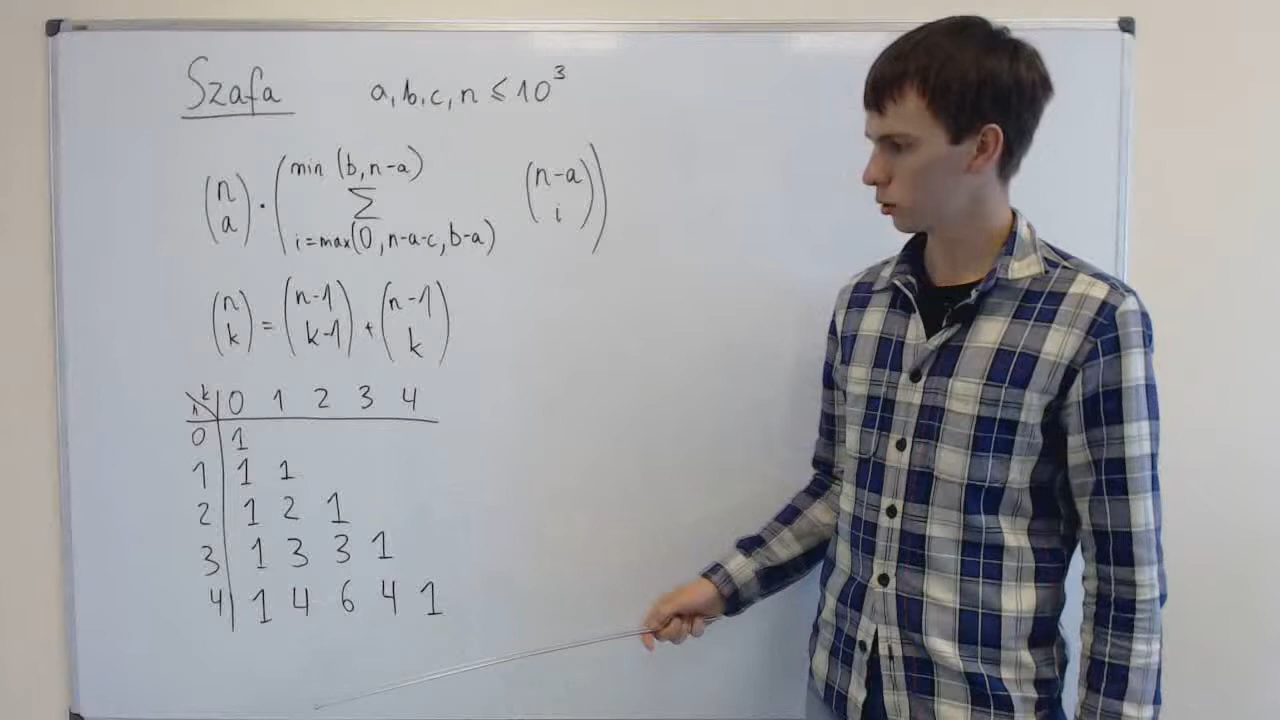 Szafa a, b, c, n ≤ 10³
(n a) · ( min (b, n-a) ∑ i=max(0, n-a-c, b-a) (n-a i) )
(n k) = (n-1 k-1) + (n-1 k)
n k 0 1 2 3 4
0 1
1 1 1
2 1 2 1
3 1 3 3 1
4 1 4 6 4 1